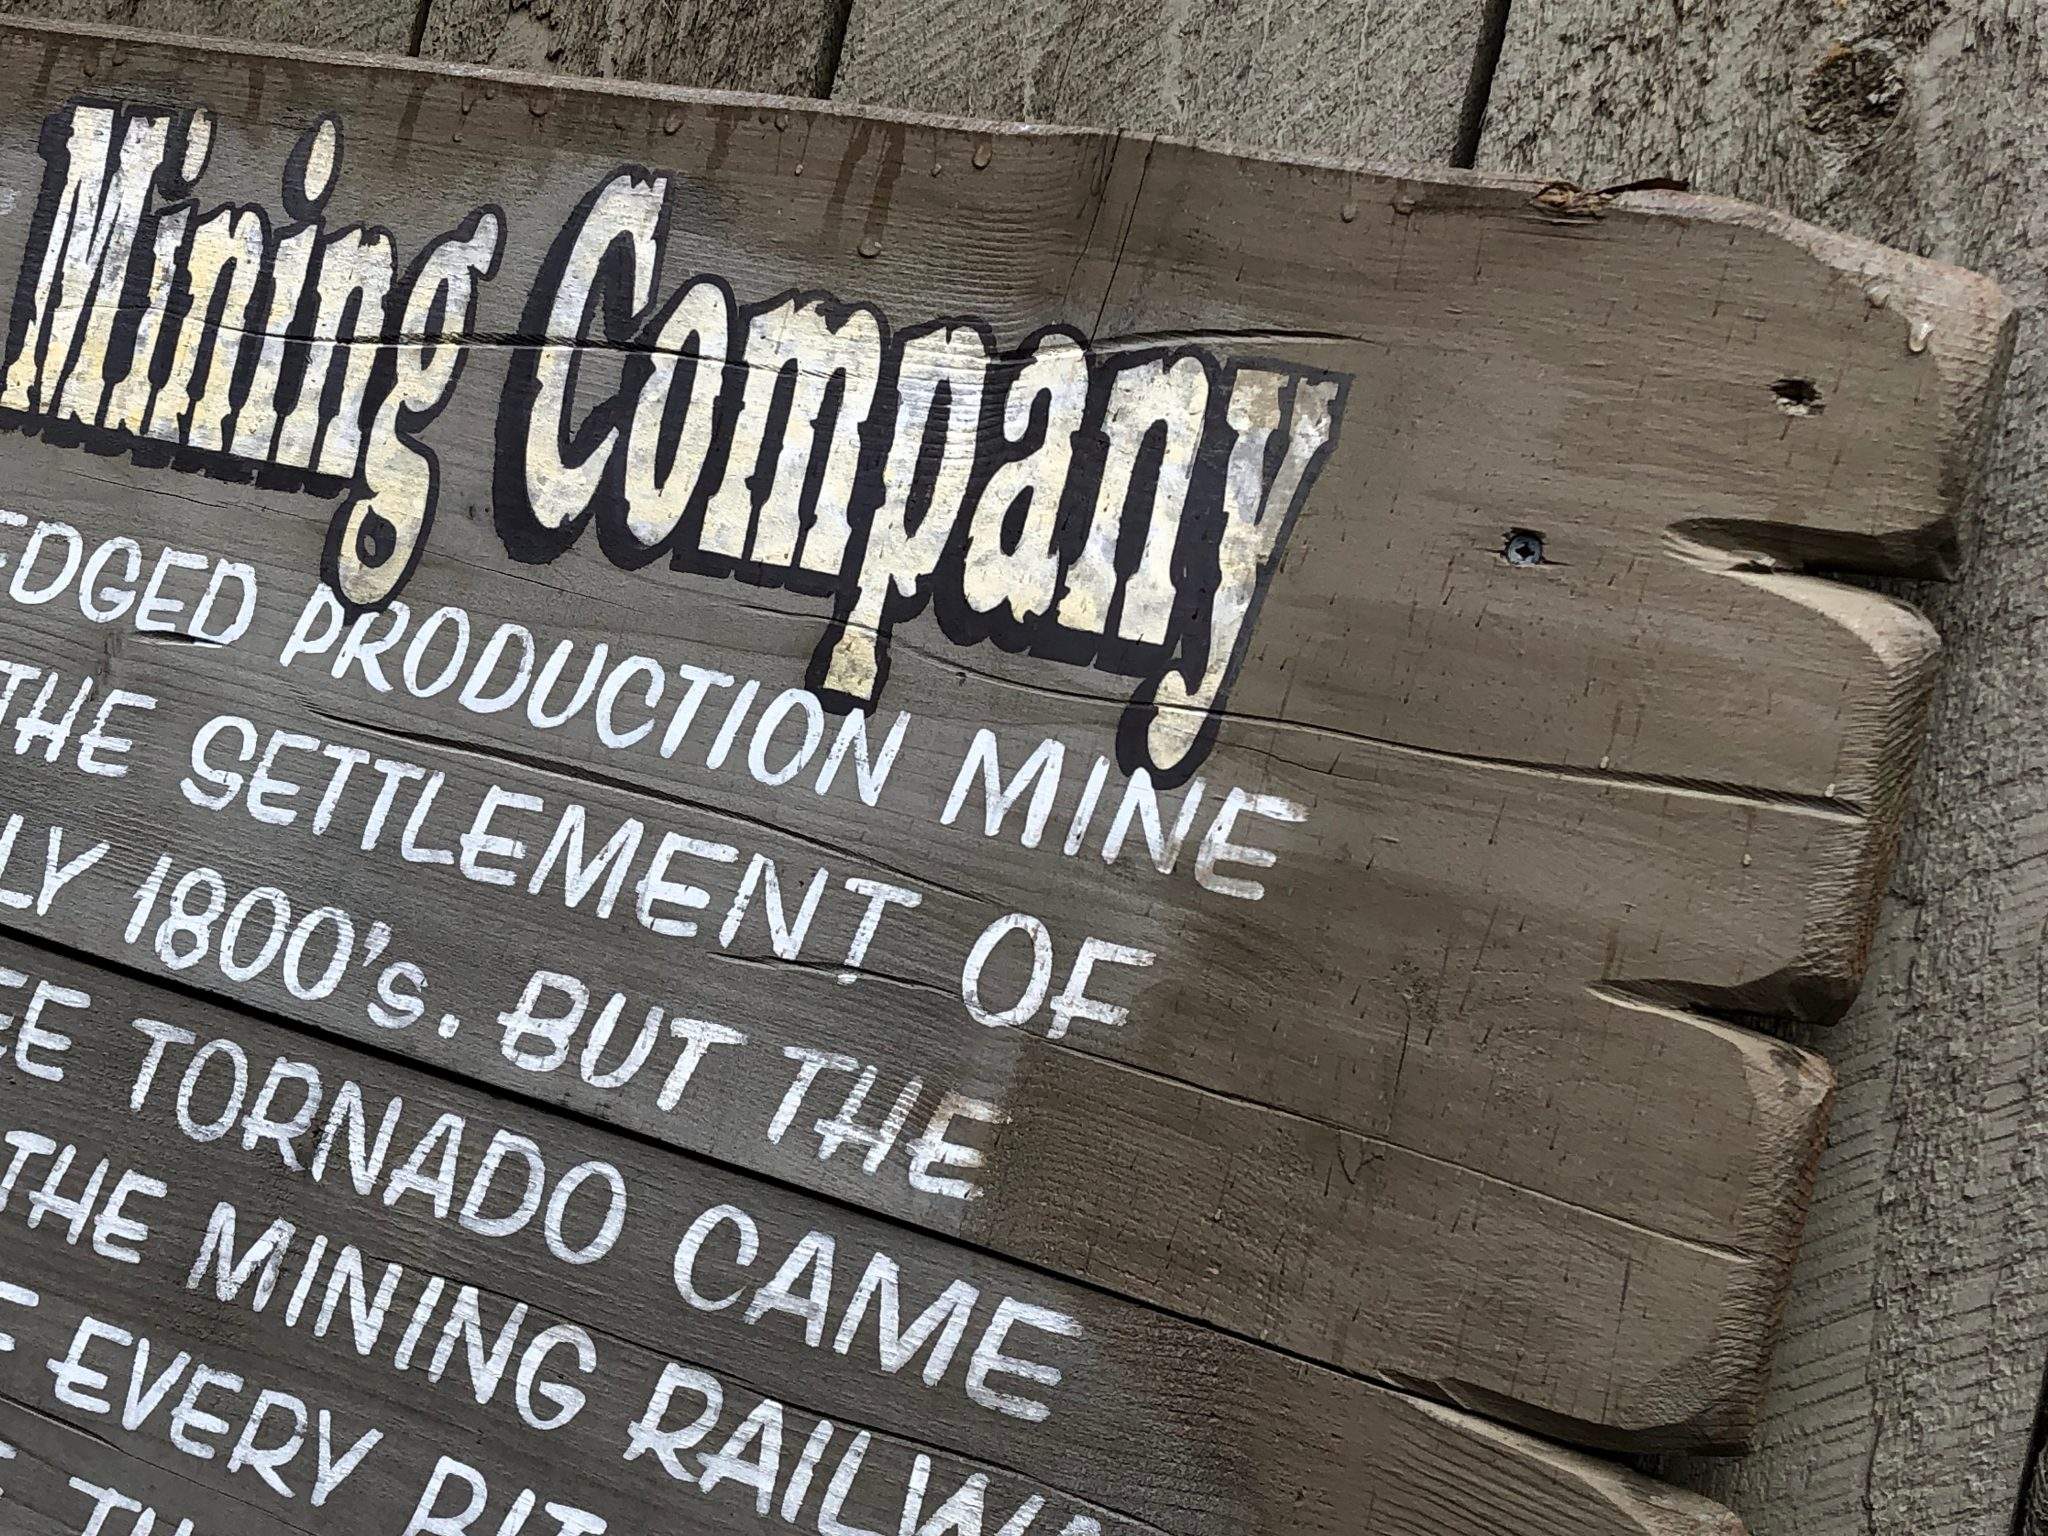 Mining Company
EDGED PRODUCTION MINE
THE SETTLEMENT OF
LY 1800's. BUT THE
EE TORNADO CAME
THE MINING RAILWA
EVERY BIT